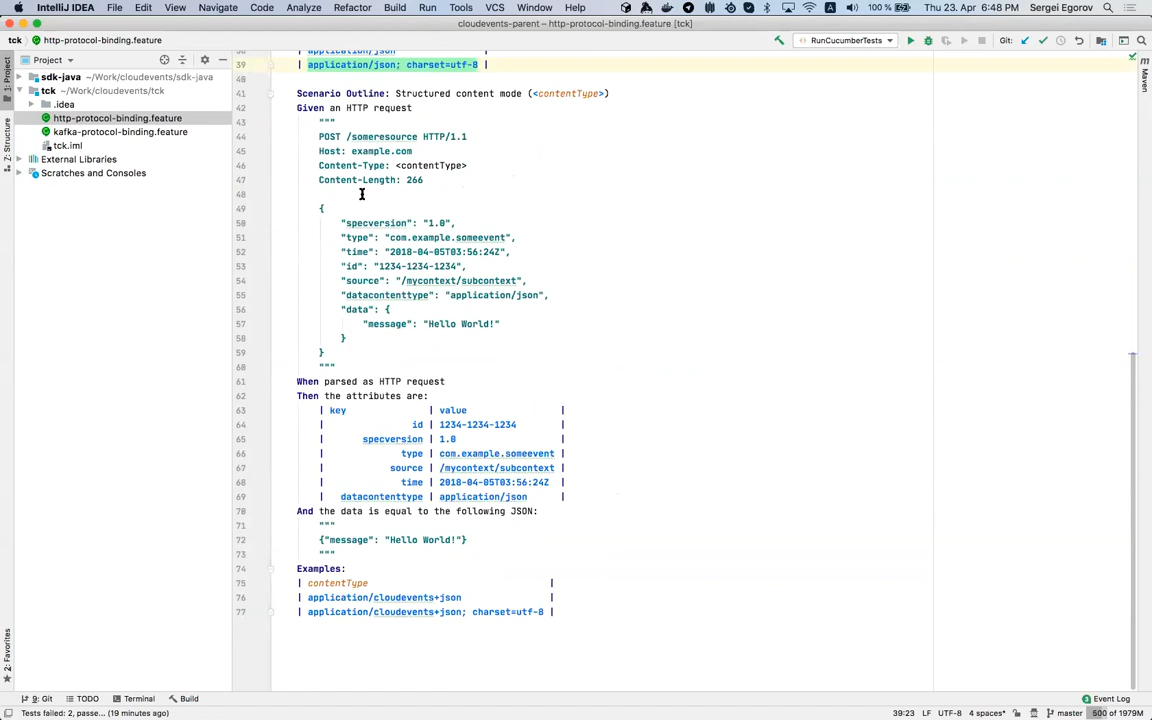 IntelliJ IDEA File Edit View Navigate Code Analyze Refactor Build Run Tools VCS Window Help 100 % Thu 23. Apr 6:48 PM Sergei Egorov
cloudevents-parent – http-protocol-binding.feature [tck]
tck http-protocol-binding.feature RunCucumberTests Git:
1: Project
Z: Structure
2: Favorites
Maven
Project
sdk-java ~/Work/cloudevents/sdk-java
tck ~/Work/cloudevents/tck
.idea
http-protocol-binding.feature
kafka-protocol-binding.feature
tck.iml
External Libraries
Scratches and Consoles
38 | application/json |
39 | application/json; charset=utf-8 |
40
41 Scenario Outline: Structured content mode (<contentType>)
42 Given an HTTP request
43 """
44 POST /someresource HTTP/1.1
45 Host: example.com
46 Content-Type: <contentType>
47 Content-Length: 266
48
49 {
50 "specversion": "1.0",
51 "type": "com.example.someevent",
52 "time": "2018-04-05T03:56:24Z",
53 "id": "1234-1234-1234",
54 "source": "/mycontext/subcontext",
55 "datacontenttype": "application/json",
56 "data": {
57 "message": "Hello World!"
58 }
59 }
60 """
61 When parsed as HTTP request
62 Then the attributes are:
63 | key | value |
64 | id | 1234-1234-1234 |
65 | specversion | 1.0 |
66 | type | com.example.someevent |
67 | source | /mycontext/subcontext |
68 | time | 2018-04-05T03:56:24Z |
69 | datacontenttype | application/json |
70 And the data is equal to the following JSON:
71 """
72 {"message": "Hello World!"}
73 """
74 Examples:
75 | contentType |
76 | application/cloudevents+json |
77 | application/cloudevents+json; charset=utf-8 |
9: Git TODO Terminal Build 3 Event Log
Tests failed: 2, passe... (19 minutes ago) 39:23 LF UTF-8 4 spaces* master 500 of 1979M